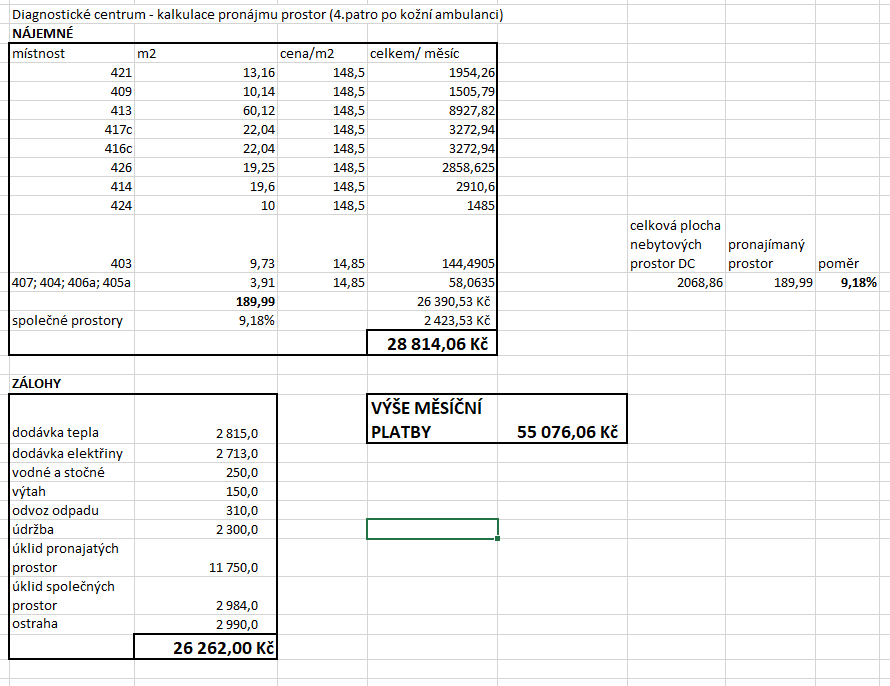 Diagnostické centrum - kalkulace pronájmu prostor (4.patro po kožní ambulanci)
NÁJEMNÉ
místnost m2 cena/m2 celkem/ měsíc
421 13,16 148,5 1954,26
409 10,14 148,5 1505,79
413 60,12 148,5 8927,82
417c 22,04 148,5 3272,94
416c 22,04 148,5 3272,94
426 19,25 148,5 2858,625
414 19,6 148,5 2910,6
424 10 148,5 1485
403 9,73 14,85 144,4905
407; 404; 406a; 405a 3,91 14,85 58,0635
189,99 26 390,53 Kč
společné prostory 9,18% 2 423,53 Kč
28 814,06 Kč
celková plocha
nebytových
prostor DC
pronajímaný
prostor
poměr
2068,86 189,99 9,18%
ZÁLOHY
dodávka tepla 2 815,0
dodávka elektřiny 2 713,0
vodné a stočné 250,0
výtah 150,0
odvoz odpadu 310,0
údržba 2 300,0
úklid pronajatých
prostor 11 750,0
úklid společných
prostor 2 984,0
ostraha 2 990,0
26 262,00 Kč
VÝŠE MĚSÍČNÍ
PLATBY 55 076,06 Kč